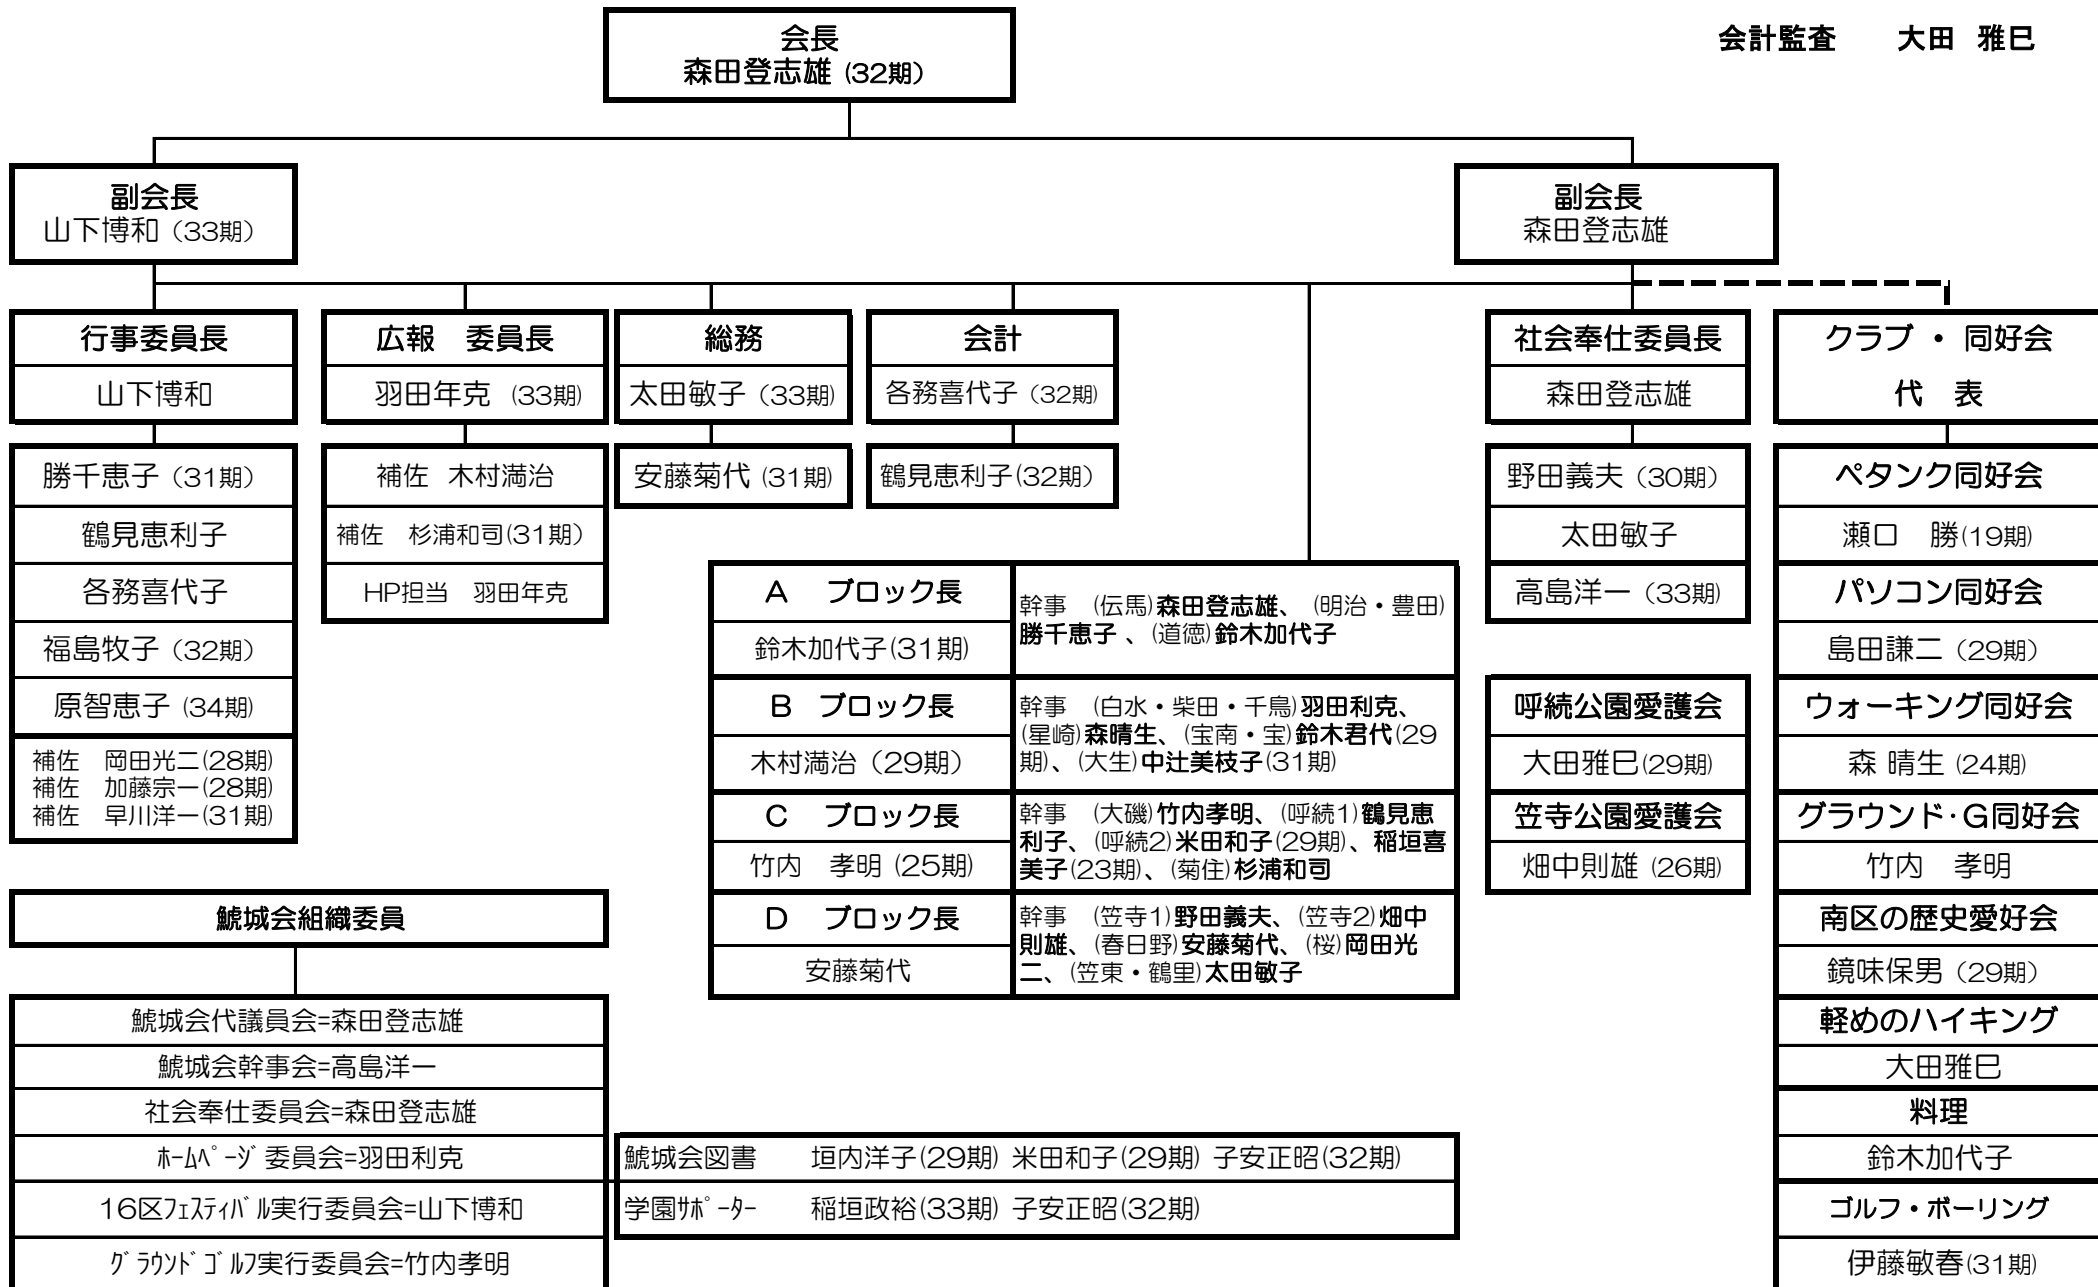 会長
森田登志雄 (32期)
会計監査 大田 雅巳
副会長
山下博和(33期)
副会長
森田登志雄
行事委員長
山下博和
勝千恵子(31期)
鶴見恵利子
各務喜代子
福島牧子(32期)
原智恵子 (34期)
補佐 岡田光二(28期)
補佐 加藤宗一(28期)
補佐 早川洋一(31期)
広報 委員長
羽田年克 (33期)
補佐 木村満治
補佐 杉浦和司(31期)
HP担当 羽田年克
総務
太田敏子(33期)
安藤菊代 (31期)
会計
各務喜代子(32期)
鶴見恵利子(32期)
A ブロック長
鈴木加代子(31期)
幹事 (伝馬)森田登志雄、(明治・豊田)
勝千恵子 、(道徳)鈴木加代子
B ブロック長
木村満治(29期)
幹事 (白水・柴田・千鳥)羽田利克、
(星崎)森晴生、(宝南・宝)鈴木君代(29
期)、(大生)中辻美枝子(31期)
C ブロック長
竹内 孝明 (25期)
幹事 (大磯)竹内孝明、(呼続1)鶴見恵
利子、(呼続2)米田和子(29期)、稲垣喜
美子(23期)、(菊住)杉浦和司
D ブロック長
安藤菊代
幹事 (笠寺1)野田義夫、(笠寺2)畑中
則雄、(春日野)安藤菊代、(桜)岡田光
二、(笠東・鶴里)太田敏子
社会奉仕委員長
森田登志雄
野田義夫(30期)
太田敏子
高島洋一(33期)
呼続公園愛護会
大田雅巳(29期)
笠寺公園愛護会
畑中則雄 (26期)
クラブ ・ 同好会
代 表
ペタンク同好会
瀬口 勝(19期)
パソコン同好会
島田謙二(29期)
ウォーキング同好会
森 晴生 (24期)
グラウンド・G同好会
竹内 孝明
南区の歴史愛好会
鏡味保男(29期)
軽めのハイキング
大田雅巳
料理
鈴木加代子
ゴルフ・ボーリング
伊藤敏春(31期)
鯱城会組織委員
鯱城会代議員会=森田登志雄
鯱城会幹事会=高島洋一
社会奉仕委員会=森田登志雄
ﾎｰﾑﾍﾟｰｼﾞ委員会=羽田利克
16区ﾌｪｽﾃｨﾊﾞﾙ実行委員会=山下博和
ｸﾞﾗｳﾝﾄﾞｺﾞﾙﾌ実行委員会=竹内孝明
鯱城会図書 垣内洋子(29期) 米田和子(29期) 子安正昭(32期)
学園ｻﾎﾟｰﾀｰ 稲垣政裕(33期) 子安正昭(32期)